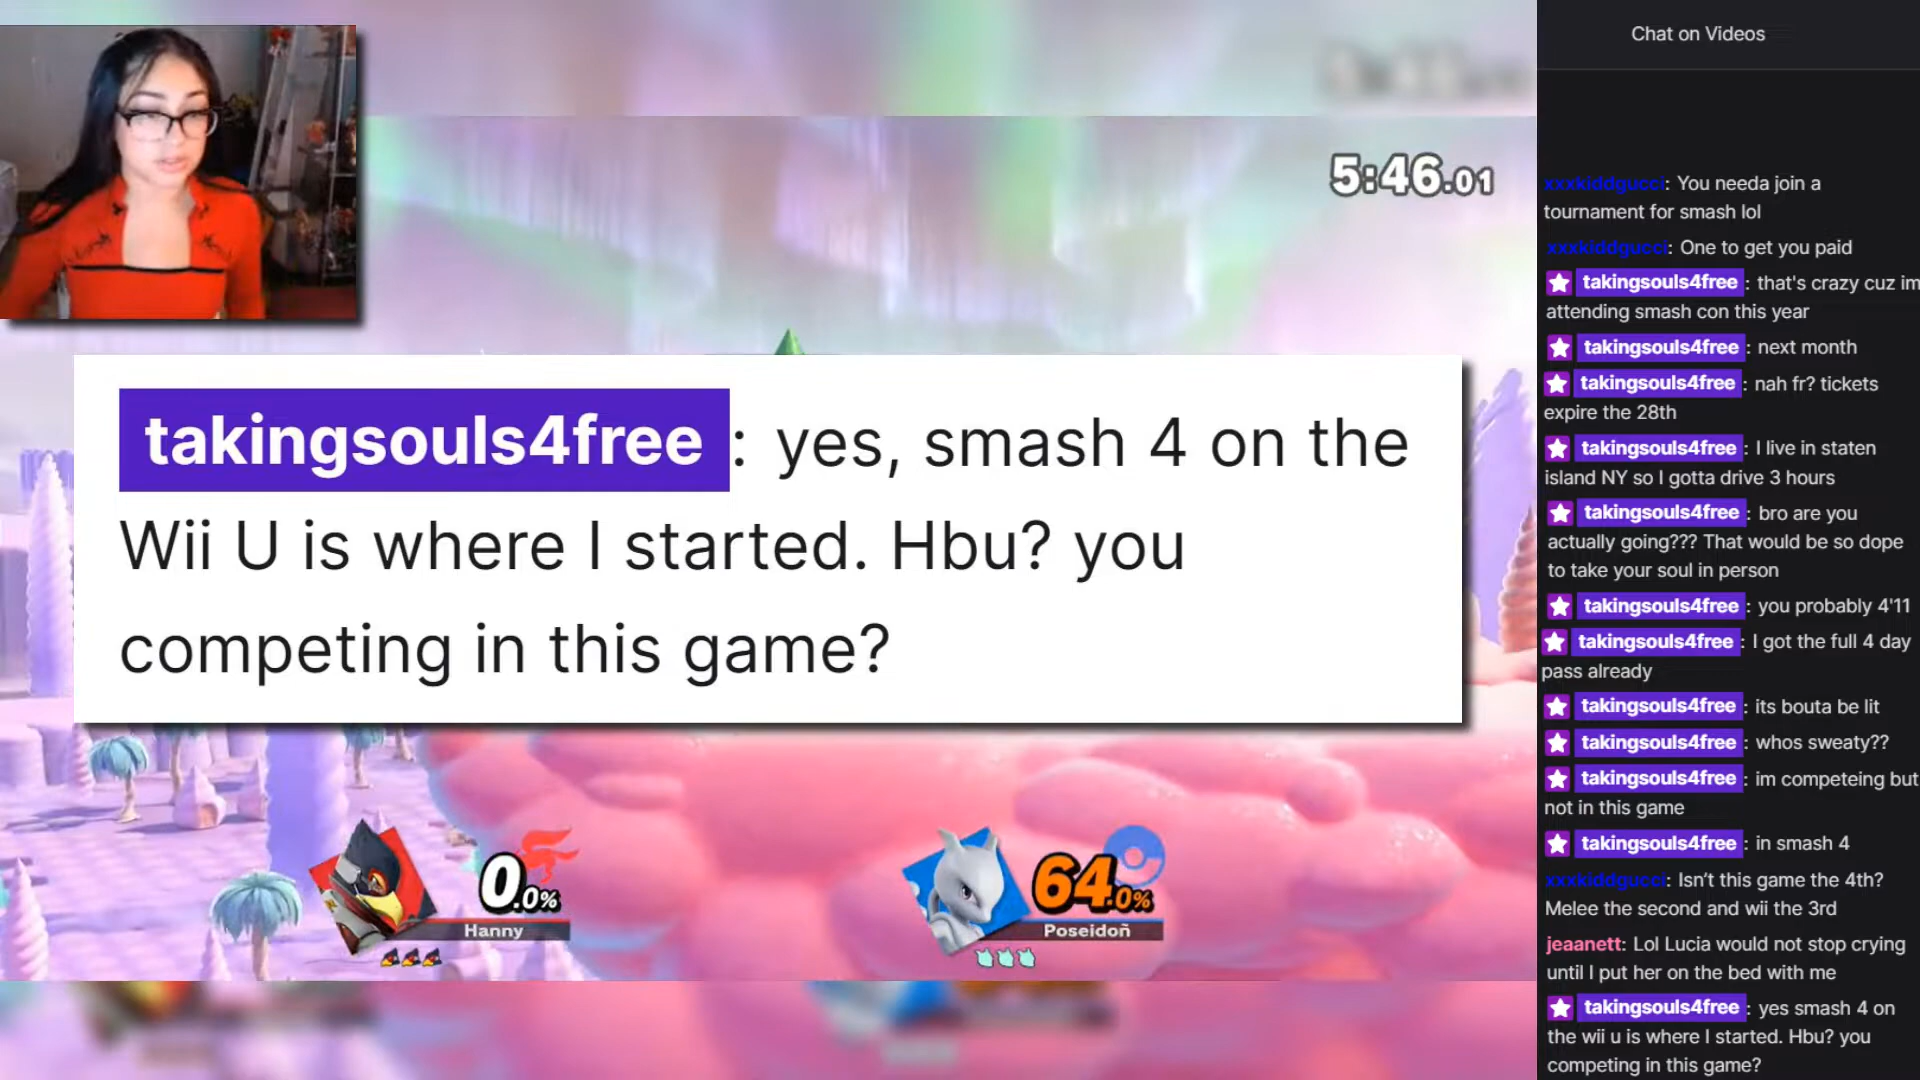 Chat on Videos
5:46.01
takingsouls4free : yes, smash 4 on the
Wii U is where I started. Hbu? you
competing in this game?
0.0%
Hanny
64.0%
Poseidoñ
xxxkiddgucci: You needa join a
tournament for smash lol
xxxkiddgucci: One to get you paid
takingsouls4free : that's crazy cuz im
attending smash con this year
takingsouls4free : next month
takingsouls4free : nah fr? tickets
expire the 28th
takingsouls4free : I live in staten
island NY so I gotta drive 3 hours
takingsouls4free : bro are you
actually going??? That would be so dope
to take your soul in person
takingsouls4free : you probably 4'11
takingsouls4free : I got the full 4 day
pass already
takingsouls4free : its bouta be lit
takingsouls4free : whos sweaty??
takingsouls4free : im competeing but
not in this game
takingsouls4free : in smash 4
xxxkiddgucci: Isn't this game the 4th?
Melee the second and wii the 3rd
jeaanett: Lol Lucia would not stop crying
until I put her on the bed with me
takingsouls4free : yes smash 4 on
the wii u is where I started. Hbu? you
competing in this game?